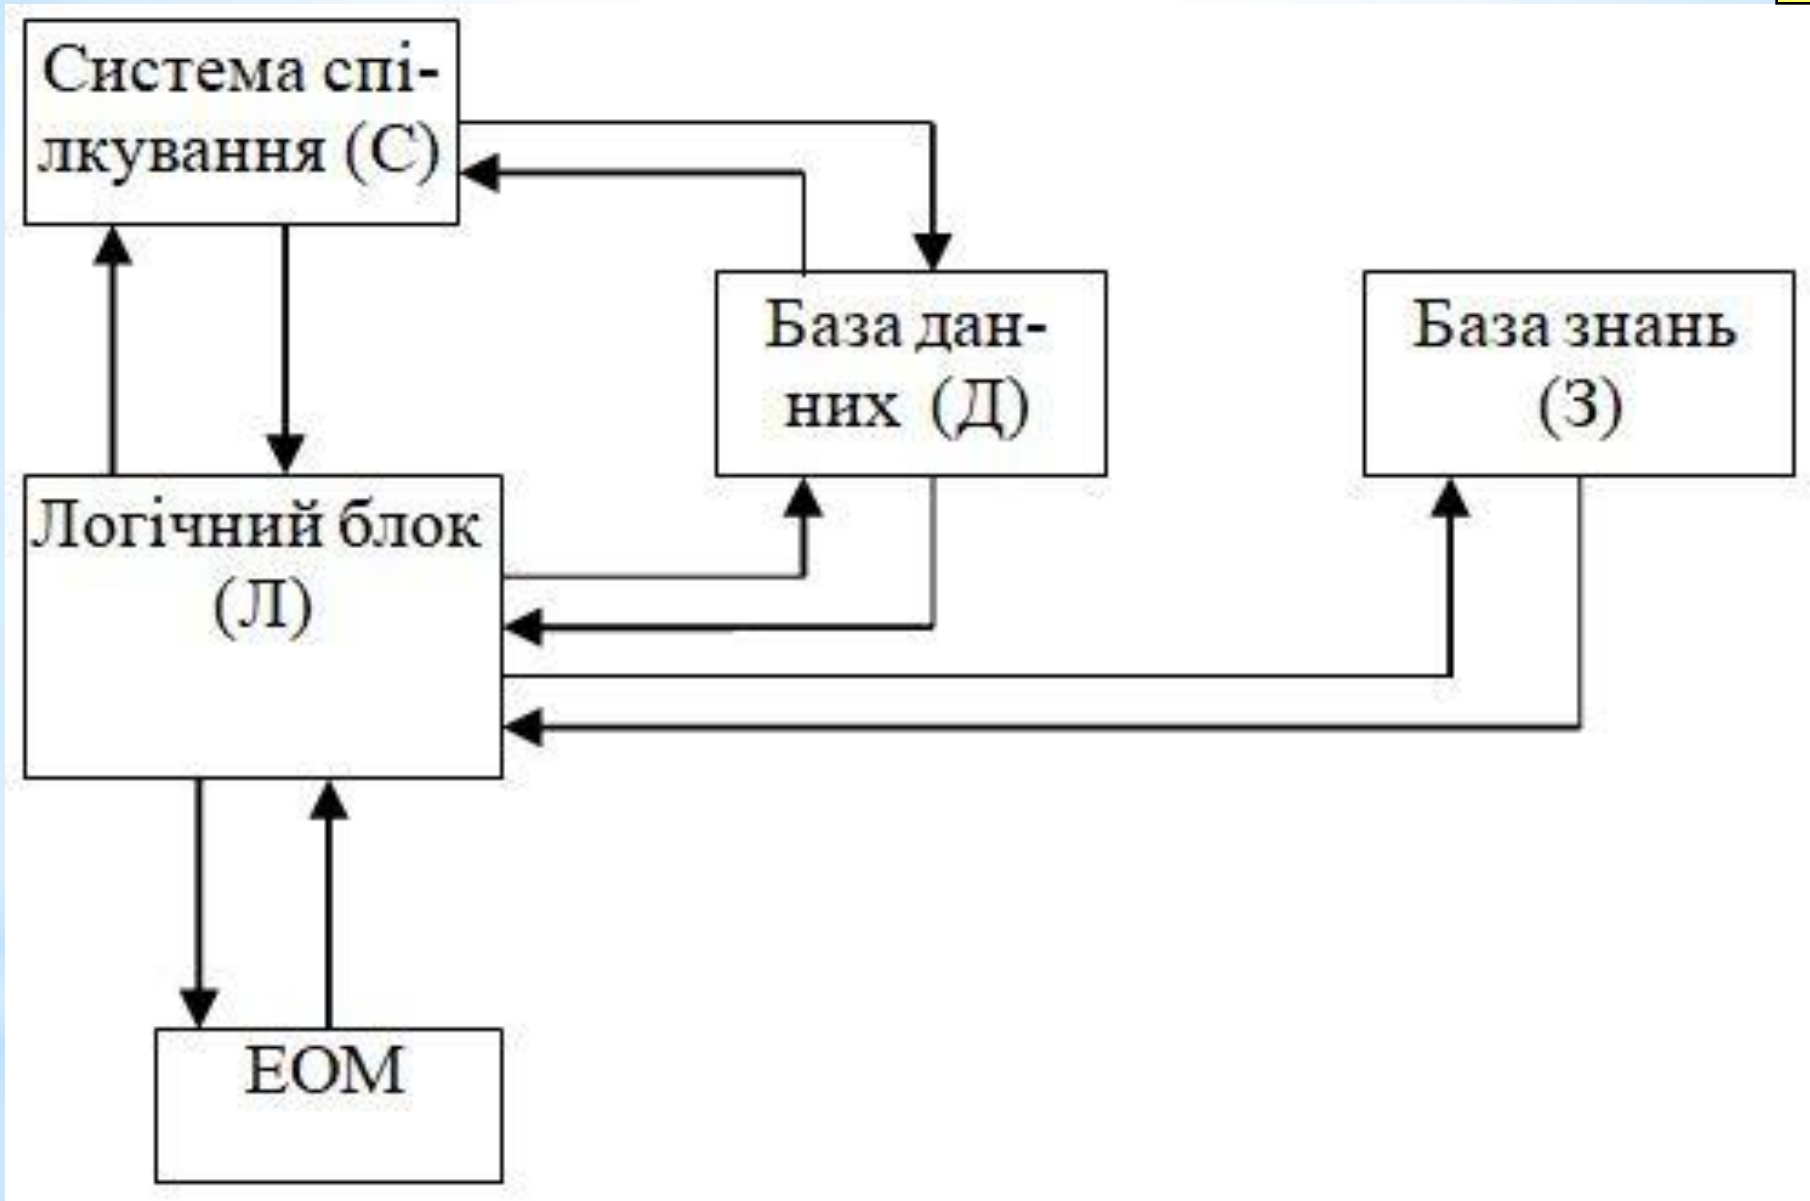 Система спі-
лкування (С)
База дан-
них (Д)
База знань
(З)
Логічний блок
(Л)
ЕОМ